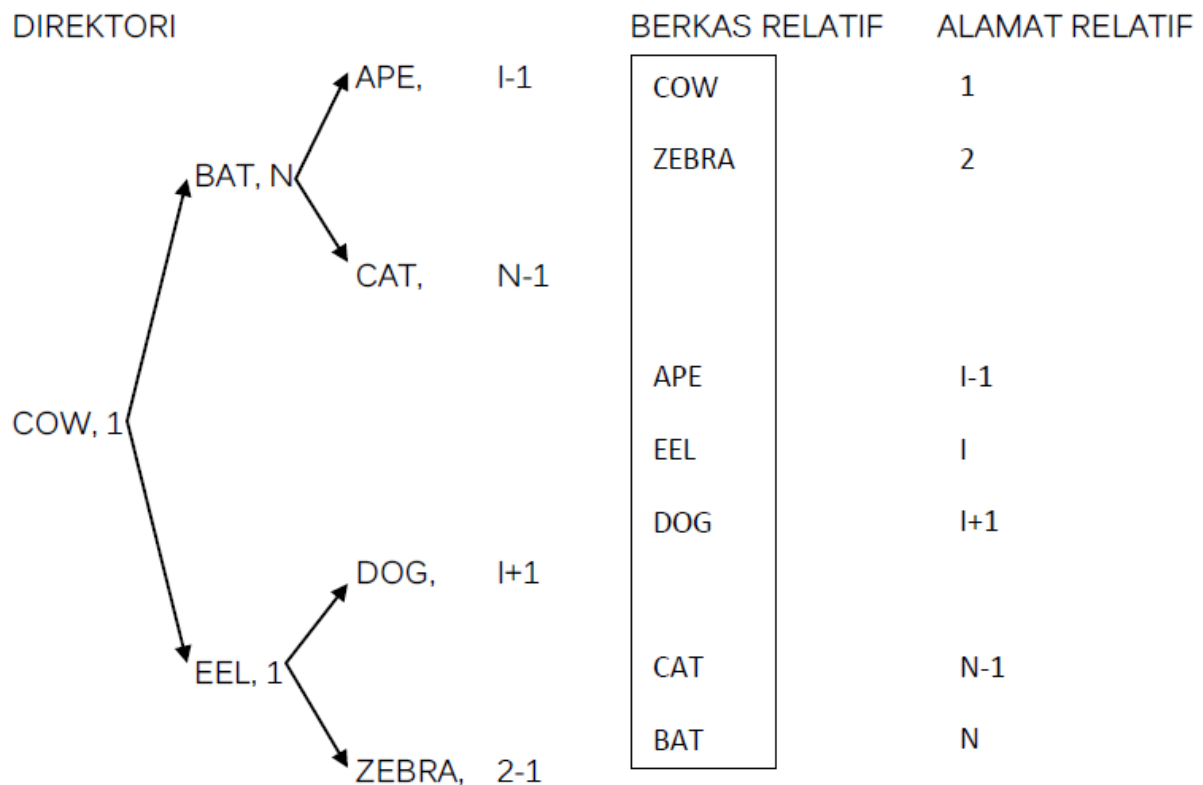 DIREKTORI BERKAS RELATIF ALAMAT RELATIF
APE, I-1 COW 1
BAT, N ZEBRA 2
CAT, N-1
APE I-1
COW, 1
EEL I
DOG I+1
DOG, I+1
EEL, 1 CAT N-1
BAT N
ZEBRA, 2-1